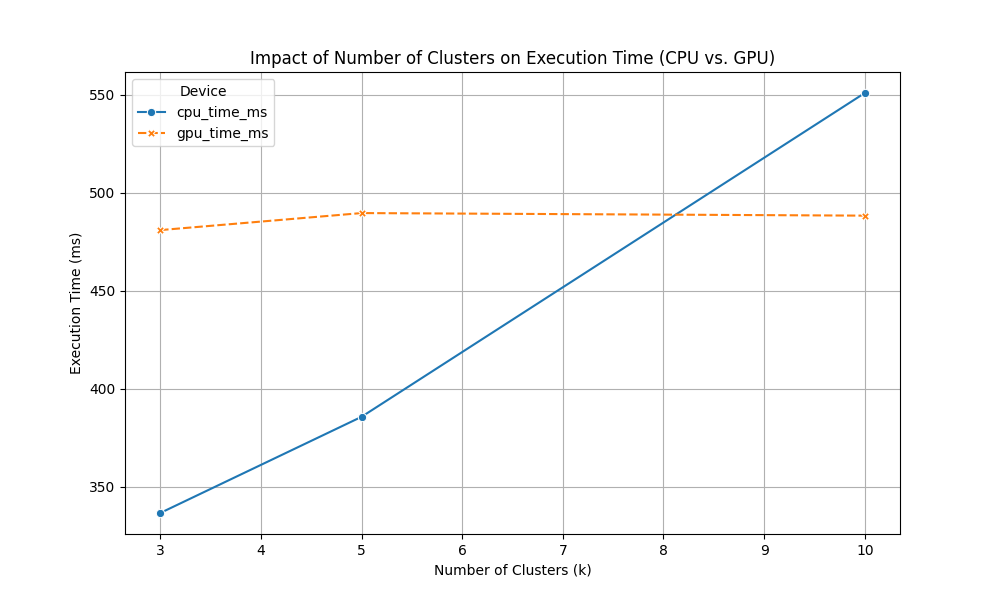 Impact of Number of Clusters on Execution Time (CPU vs. GPU)
Device
cpu_time_ms
gpu_time_ms
Execution Time (ms)
550
500
450
400
350
3 4 5 6 7 8 9 10
Number of Clusters (k)